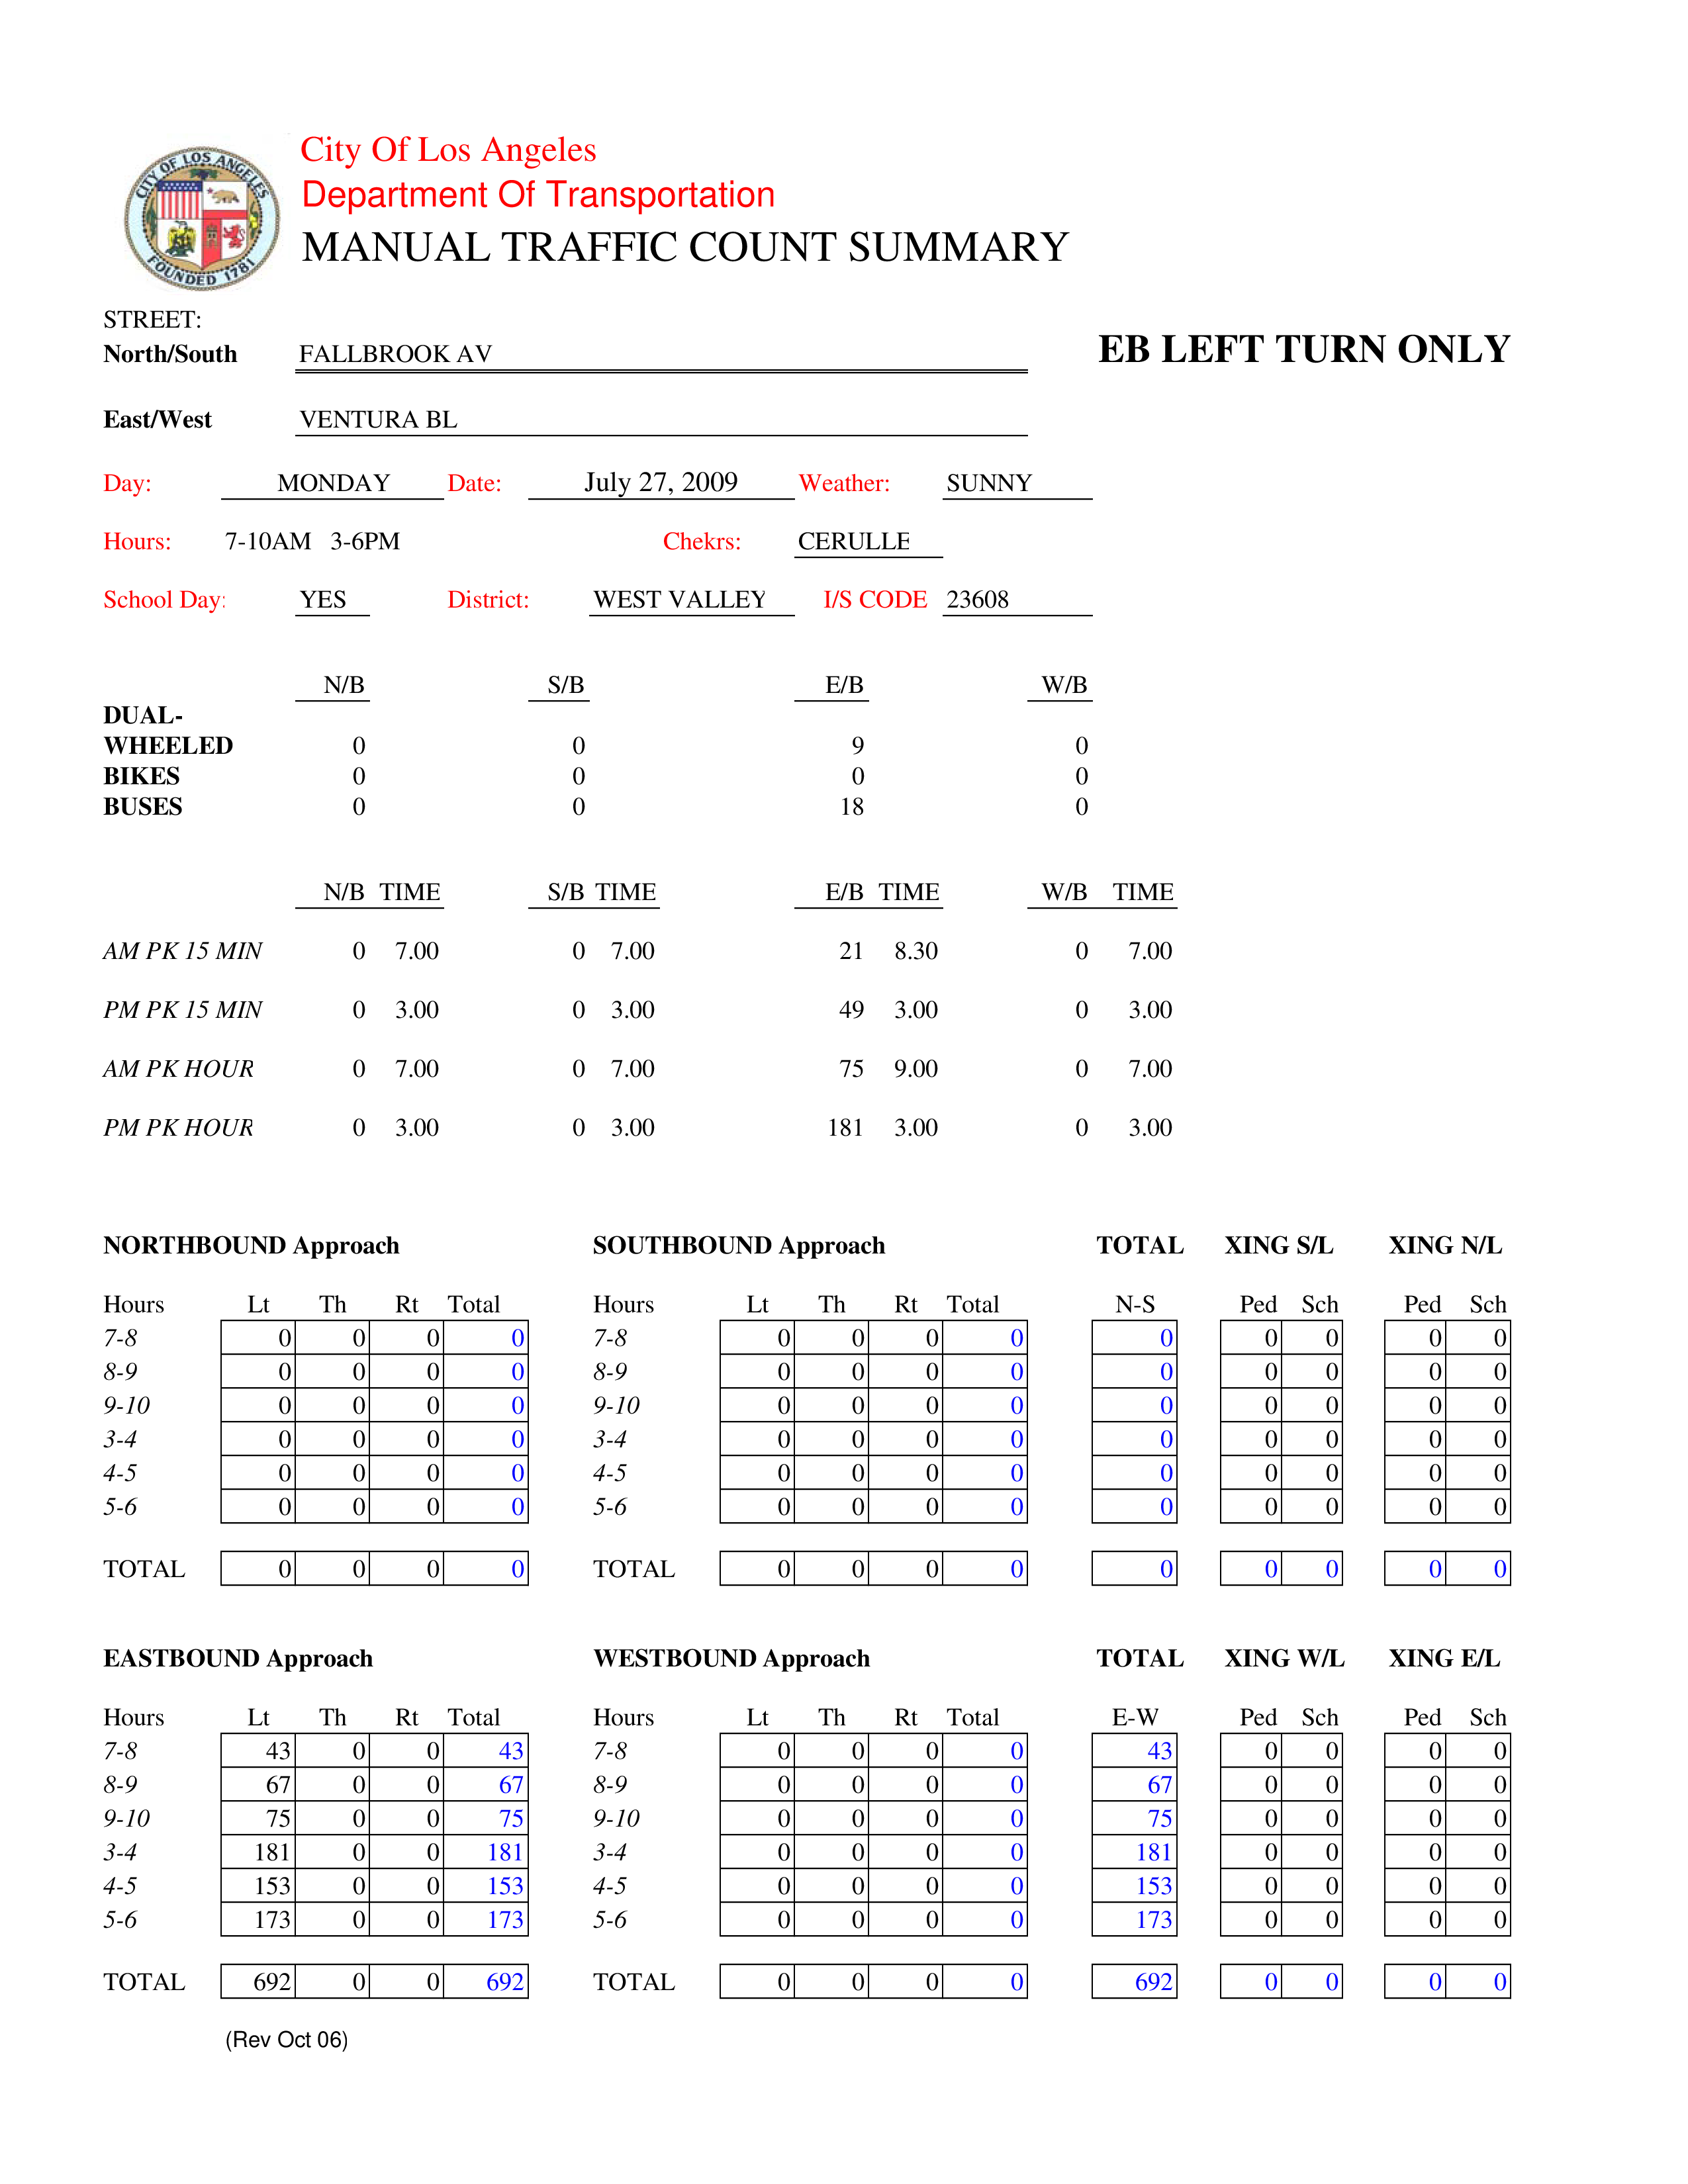 CITY OF LOS ANGELES
FOUNDED 1781
City Of Los Angeles
Department Of Transportation
MANUAL TRAFFIC COUNT SUMMARY
STREET:
North/South FALLBROOK AV EB LEFT TURN ONLY
East/West VENTURA BL
Day: MONDAY Date: July 27, 2009 Weather: SUNNY
Hours: 7-10AM 3-6PM Chekrs: CERULLE
School Day: YES District: WEST VALLEY I/S CODE 23608
N/B S/B E/B W/B
DUAL-
WHEELED 0 0 9 0
BIKES 0 0 0 0
BUSES 0 0 18 0
N/B TIME S/B TIME E/B TIME W/B TIME
AM PK 15 MIN 0 7.00 0 7.00 21 8.30 0 7.00
PM PK 15 MIN 0 3.00 0 3.00 49 3.00 0 3.00
AM PK HOUR 0 7.00 0 7.00 75 9.00 0 7.00
PM PK HOUR 0 3.00 0 3.00 181 3.00 0 3.00
NORTHBOUND Approach SOUTHBOUND Approach TOTAL XING S/L XING N/L
Hours Lt Th Rt Total Hours Lt Th Rt Total N-S Ped Sch Ped Sch
7-8 0 0 0 0 7-8 0 0 0 0 0 0 0 0 0
8-9 0 0 0 0 8-9 0 0 0 0 0 0 0 0 0
9-10 0 0 0 0 9-10 0 0 0 0 0 0 0 0 0
3-4 0 0 0 0 3-4 0 0 0 0 0 0 0 0 0
4-5 0 0 0 0 4-5 0 0 0 0 0 0 0 0 0
5-6 0 0 0 0 5-6 0 0 0 0 0 0 0 0 0
TOTAL 0 0 0 0 TOTAL 0 0 0 0 0 0 0 0 0
EASTBOUND Approach WESTBOUND Approach TOTAL XING W/L XING E/L
Hours Lt Th Rt Total Hours Lt Th Rt Total E-W Ped Sch Ped Sch
7-8 43 0 0 43 7-8 0 0 0 0 43 0 0 0 0
8-9 67 0 0 67 8-9 0 0 0 0 67 0 0 0 0
9-10 75 0 0 75 9-10 0 0 0 0 75 0 0 0 0
3-4 181 0 0 181 3-4 0 0 0 0 181 0 0 0 0
4-5 153 0 0 153 4-5 0 0 0 0 153 0 0 0 0
5-6 173 0 0 173 5-6 0 0 0 0 173 0 0 0 0
TOTAL 692 0 0 692 TOTAL 0 0 0 0 692 0 0 0 0
(Rev Oct 06)